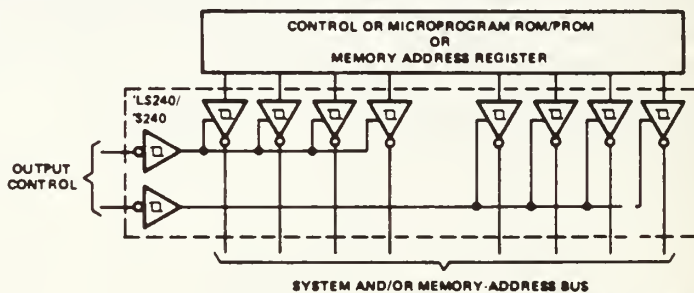 CONTROL OR MICROPROGRAM ROM/PROM
OR
MEMORY ADDRESS REGISTER
'LS240/
'S240
OUTPUT
CONTROL
SYSTEM AND/OR MEMORY-ADDRESS BUS